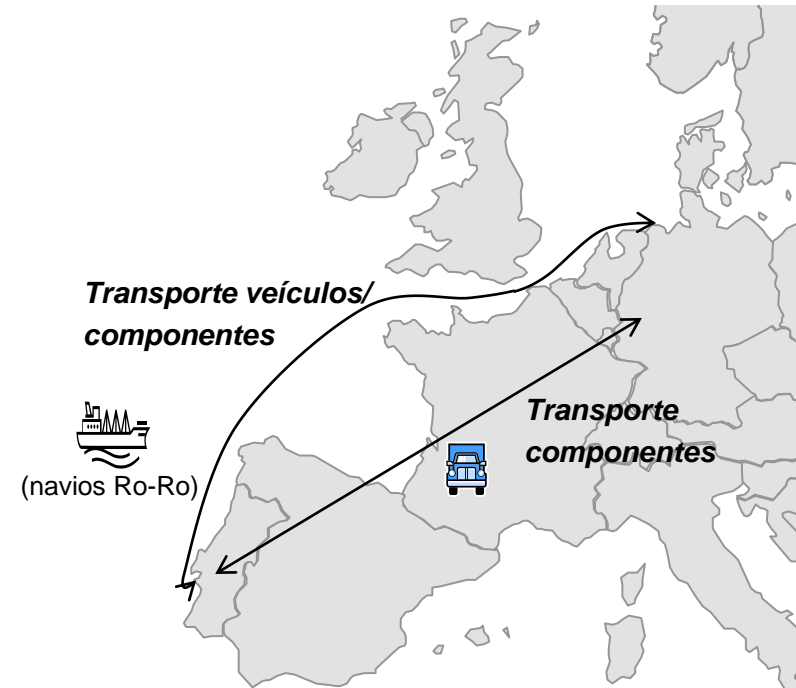 Transporte veículos/
componentes
(navios Ro-Ro)
Transporte
componentes